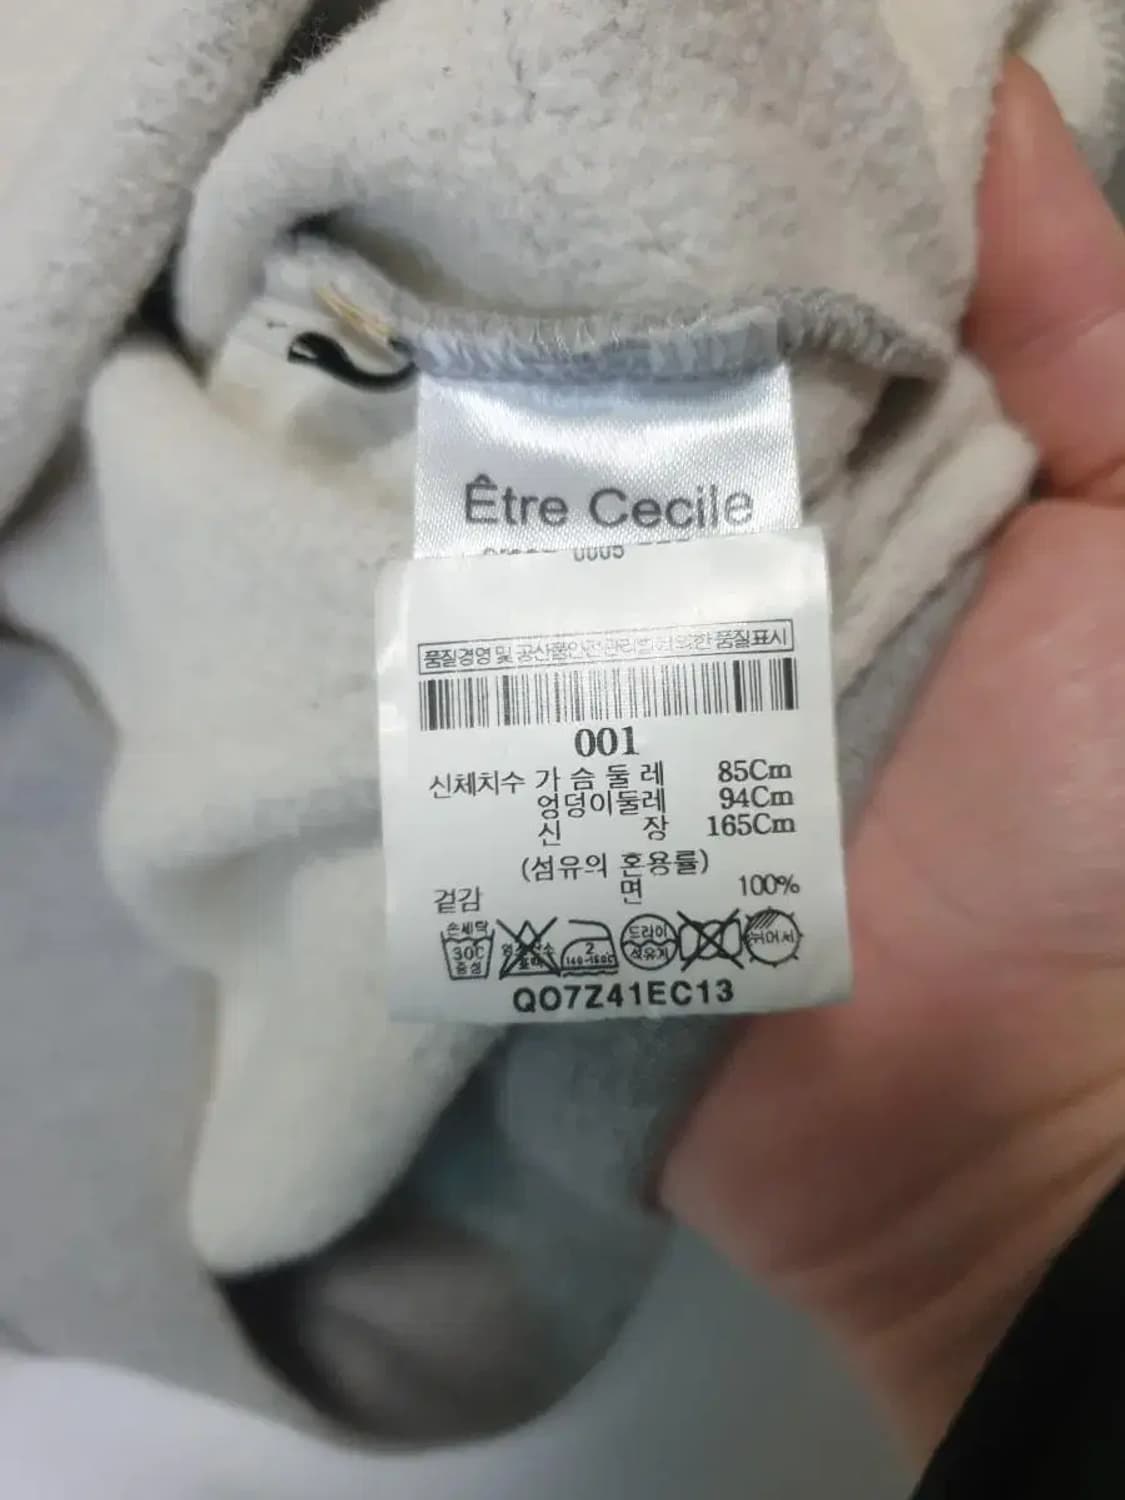 Être Cecile
0005
품질경영 및 공산품안전관리법에 의한 품질표시
001
신체치수 가슴둘레 85Cm
엉덩이둘레 94Cm
신 장 165Cm
(섬유의 혼용률)
겉감 면 100%
손세탁 30℃ 중성
2 140-160℃
드라이 석유계
뉘어서
QO7Z41EC13